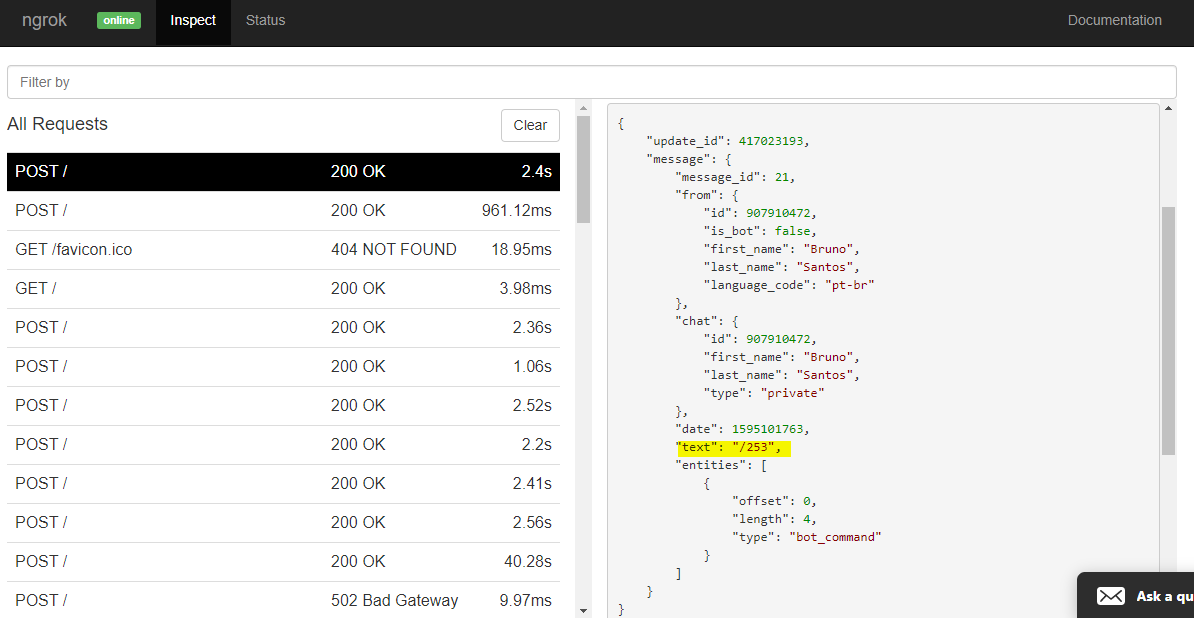 ngrok online Inspect Status Documentation
Filter by
All Requests Clear
POST / 200 OK 2.4s
POST / 200 OK 961.12ms
GET /favicon.ico 404 NOT FOUND 18.95ms
GET / 200 OK 3.98ms
POST / 200 OK 2.36s
POST / 200 OK 1.06s
POST / 200 OK 2.52s
POST / 200 OK 2.2s
POST / 200 OK 2.41s
POST / 200 OK 2.56s
POST / 200 OK 40.28s
POST / 502 Bad Gateway 9.97ms
{
    "update_id": 417023193,
    "message": {
        "message_id": 21,
        "from": {
            "id": 907910472,
            "is_bot": false,
            "first_name": "Bruno",
            "last_name": "Santos",
            "language_code": "pt-br"
        },
        "chat": {
            "id": 907910472,
            "first_name": "Bruno",
            "last_name": "Santos",
            "type": "private"
        },
        "date": 1595101763,
        "text": "/253",
        "entities": [
            {
                "offset": 0,
                "length": 4,
                "type": "bot_command"
            }
        ]
    }
}
Ask a qu